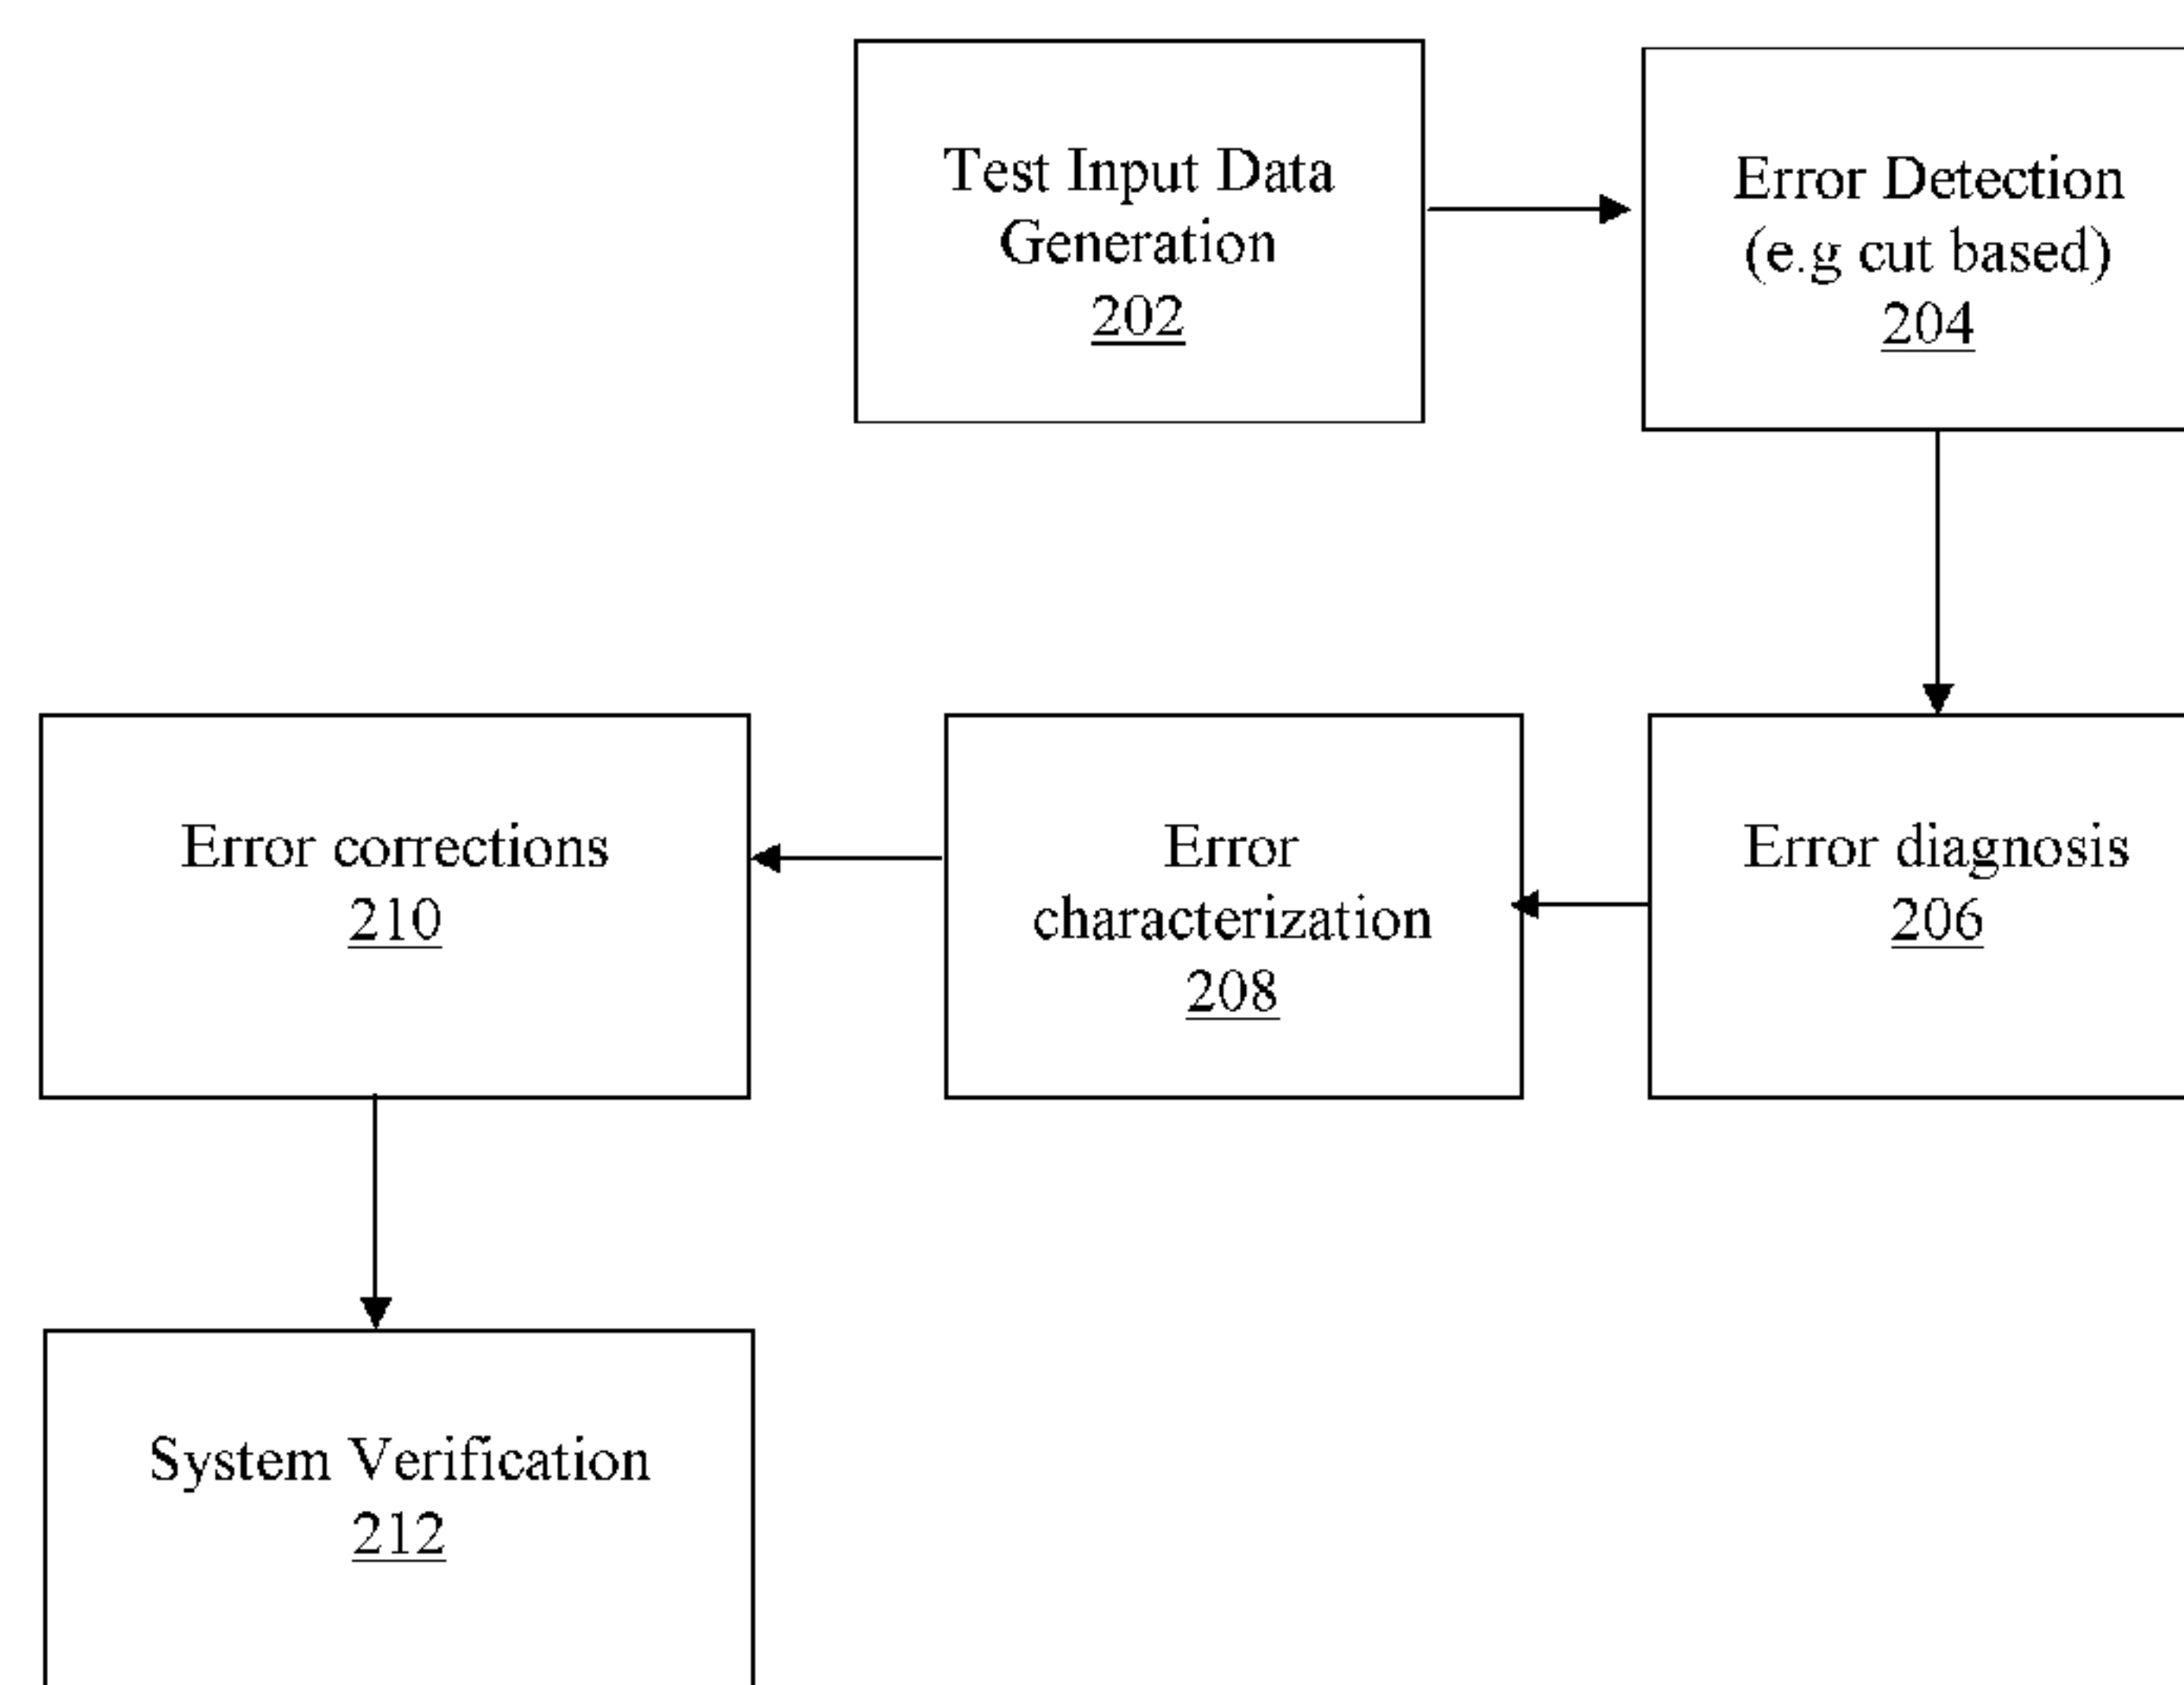 Test Input Data
Generation
202
Error Detection
(e.g cut based)
204
Error corrections
210
Error
characterization
208
Error diagnosis
206
System Verification
212